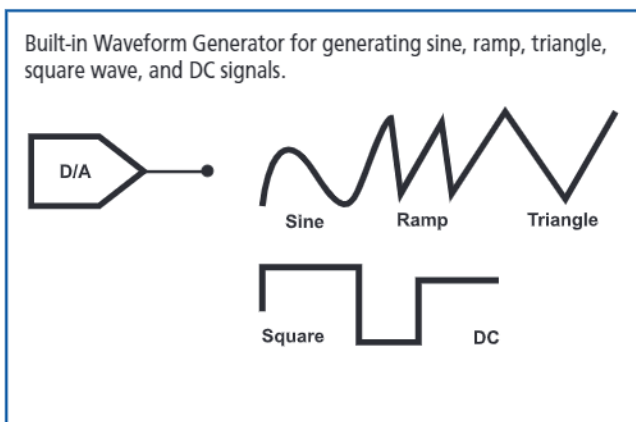 Built-in Waveform Generator for generating sine, ramp, triangle,
square wave, and DC signals.
D/A
Sine
Ramp
Triangle
Square
DC